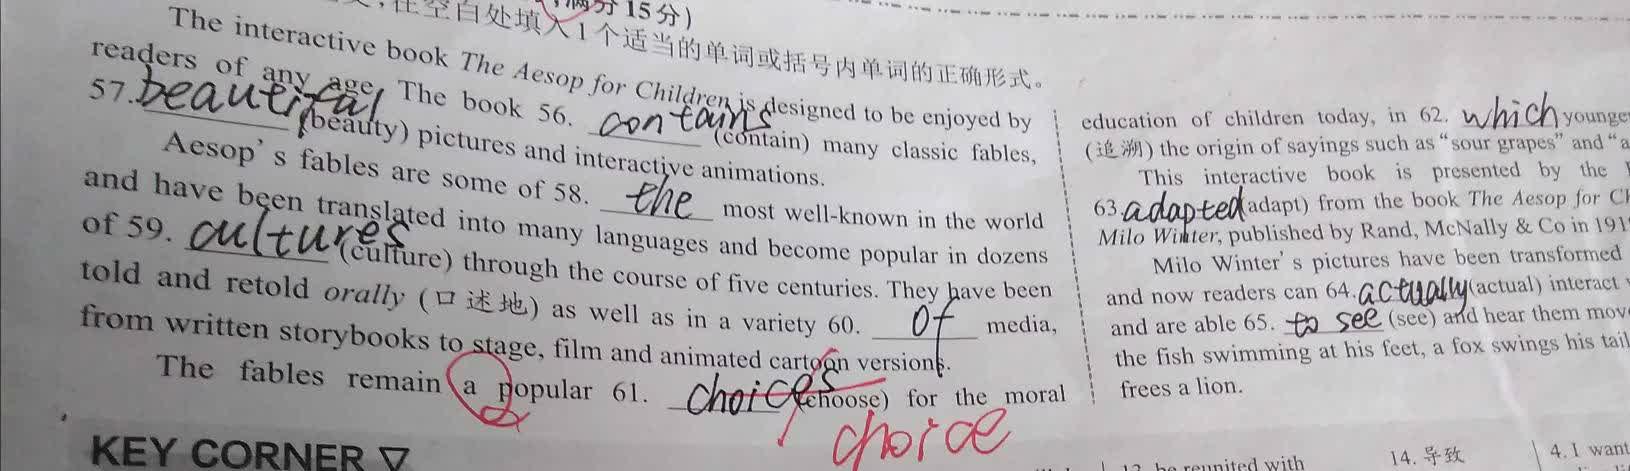 ,在空白处填入1个适当的单词或括号内单词的正确形式。
满分15分)
The interactive book The Aesop for Children is designed to be enjoyed by
readers of any age. The book 56. contains (contain) many classic fables,
57. beautiful (beauty) pictures and interactive animations.
Aesop's fables are some of 58. the most well-known in the world
and have been translated into many languages and become popular in dozens
of 59. cultures (culture) through the course of five centuries. They have been
told and retold orally (口述地) as well as in a variety 60. of media,
from written storybooks to stage, film and animated cartoon versions.
The fables remain a popular 61. choices (choose) for the moral
choice
KEY CORNER ▽
education of children today, in 62. which younge
(追溯) the origin of sayings such as "sour grapes" and "a
This interactive book is presented by the
63. adapted (adapt) from the book The Aesop for Ch
Milo Winter, published by Rand, McNally & Co in 191
Milo Winter's pictures have been transformed
and now readers can 64. actually (actual) interact
and are able 65. to see (see) and hear them mov
the fish swimming at his feet, a fox swings his tail
frees a lion.
be reunited with
14. 导致
4. I want